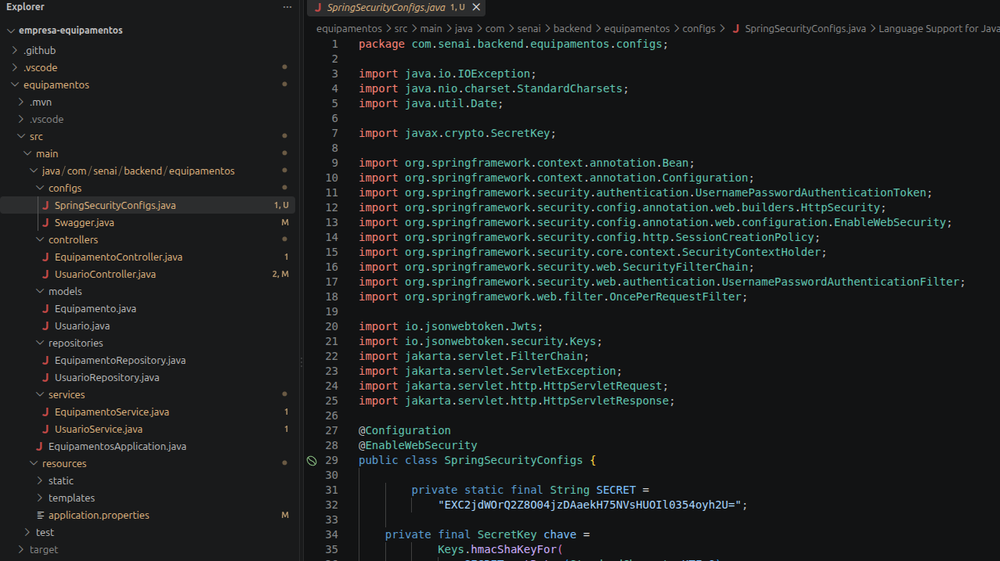 Explorer
empresa-equipamentos
.github
.vscode
equipamentos
.mvn
.vscode
src
main
java/com/senai/backend/equipamentos
configs
SpringSecurityConfigs.java 1, U
Swagger.java M
controllers
EquipamentoController.java 1
UsuarioController.java 2, M
models
Equipamento.java
Usuario.java
repositories
EquipamentoRepository.java
UsuarioRepository.java
services
EquipamentoService.java 1
UsuarioService.java 1
EquipamentosApplication.java
resources
static
templates
application.properties M
test
target
SpringSecurityConfigs.java 1, U
equipamentos > src > main > java > com > senai > backend > equipamentos > configs > SpringSecurityConfigs.java > Language Support for Java
1 package com.senai.backend.equipamentos.configs;
2
3 import java.io.IOException;
4 import java.nio.charset.StandardCharsets;
5 import java.util.Date;
6
7 import javax.crypto.SecretKey;
8
9 import org.springframework.context.annotation.Bean;
10 import org.springframework.context.annotation.Configuration;
11 import org.springframework.security.authentication.UsernamePasswordAuthenticationToken;
12 import org.springframework.security.config.annotation.web.builders.HttpSecurity;
13 import org.springframework.security.config.annotation.web.configuration.EnableWebSecurity;
14 import org.springframework.security.config.http.SessionCreationPolicy;
15 import org.springframework.security.core.context.SecurityContextHolder;
16 import org.springframework.security.web.SecurityFilterChain;
17 import org.springframework.security.web.authentication.UsernamePasswordAuthenticationFilter;
18 import org.springframework.web.filter.OncePerRequestFilter;
19
20 import io.jsonwebtoken.Jwts;
21 import io.jsonwebtoken.security.Keys;
22 import jakarta.servlet.FilterChain;
23 import jakarta.servlet.ServletException;
24 import jakarta.servlet.http.HttpServletRequest;
25 import jakarta.servlet.http.HttpServletResponse;
26
27 @Configuration
28 @EnableWebSecurity
29 public class SpringSecurityConfigs {
30
31 private static final String SECRET =
32 "EXC2jdWOrQ2Z8O04jzDAaekH75NVsHUOIl0354oyh2U=";
33
34 private final SecretKey chave =
35 Keys.hmacShaKeyFor(